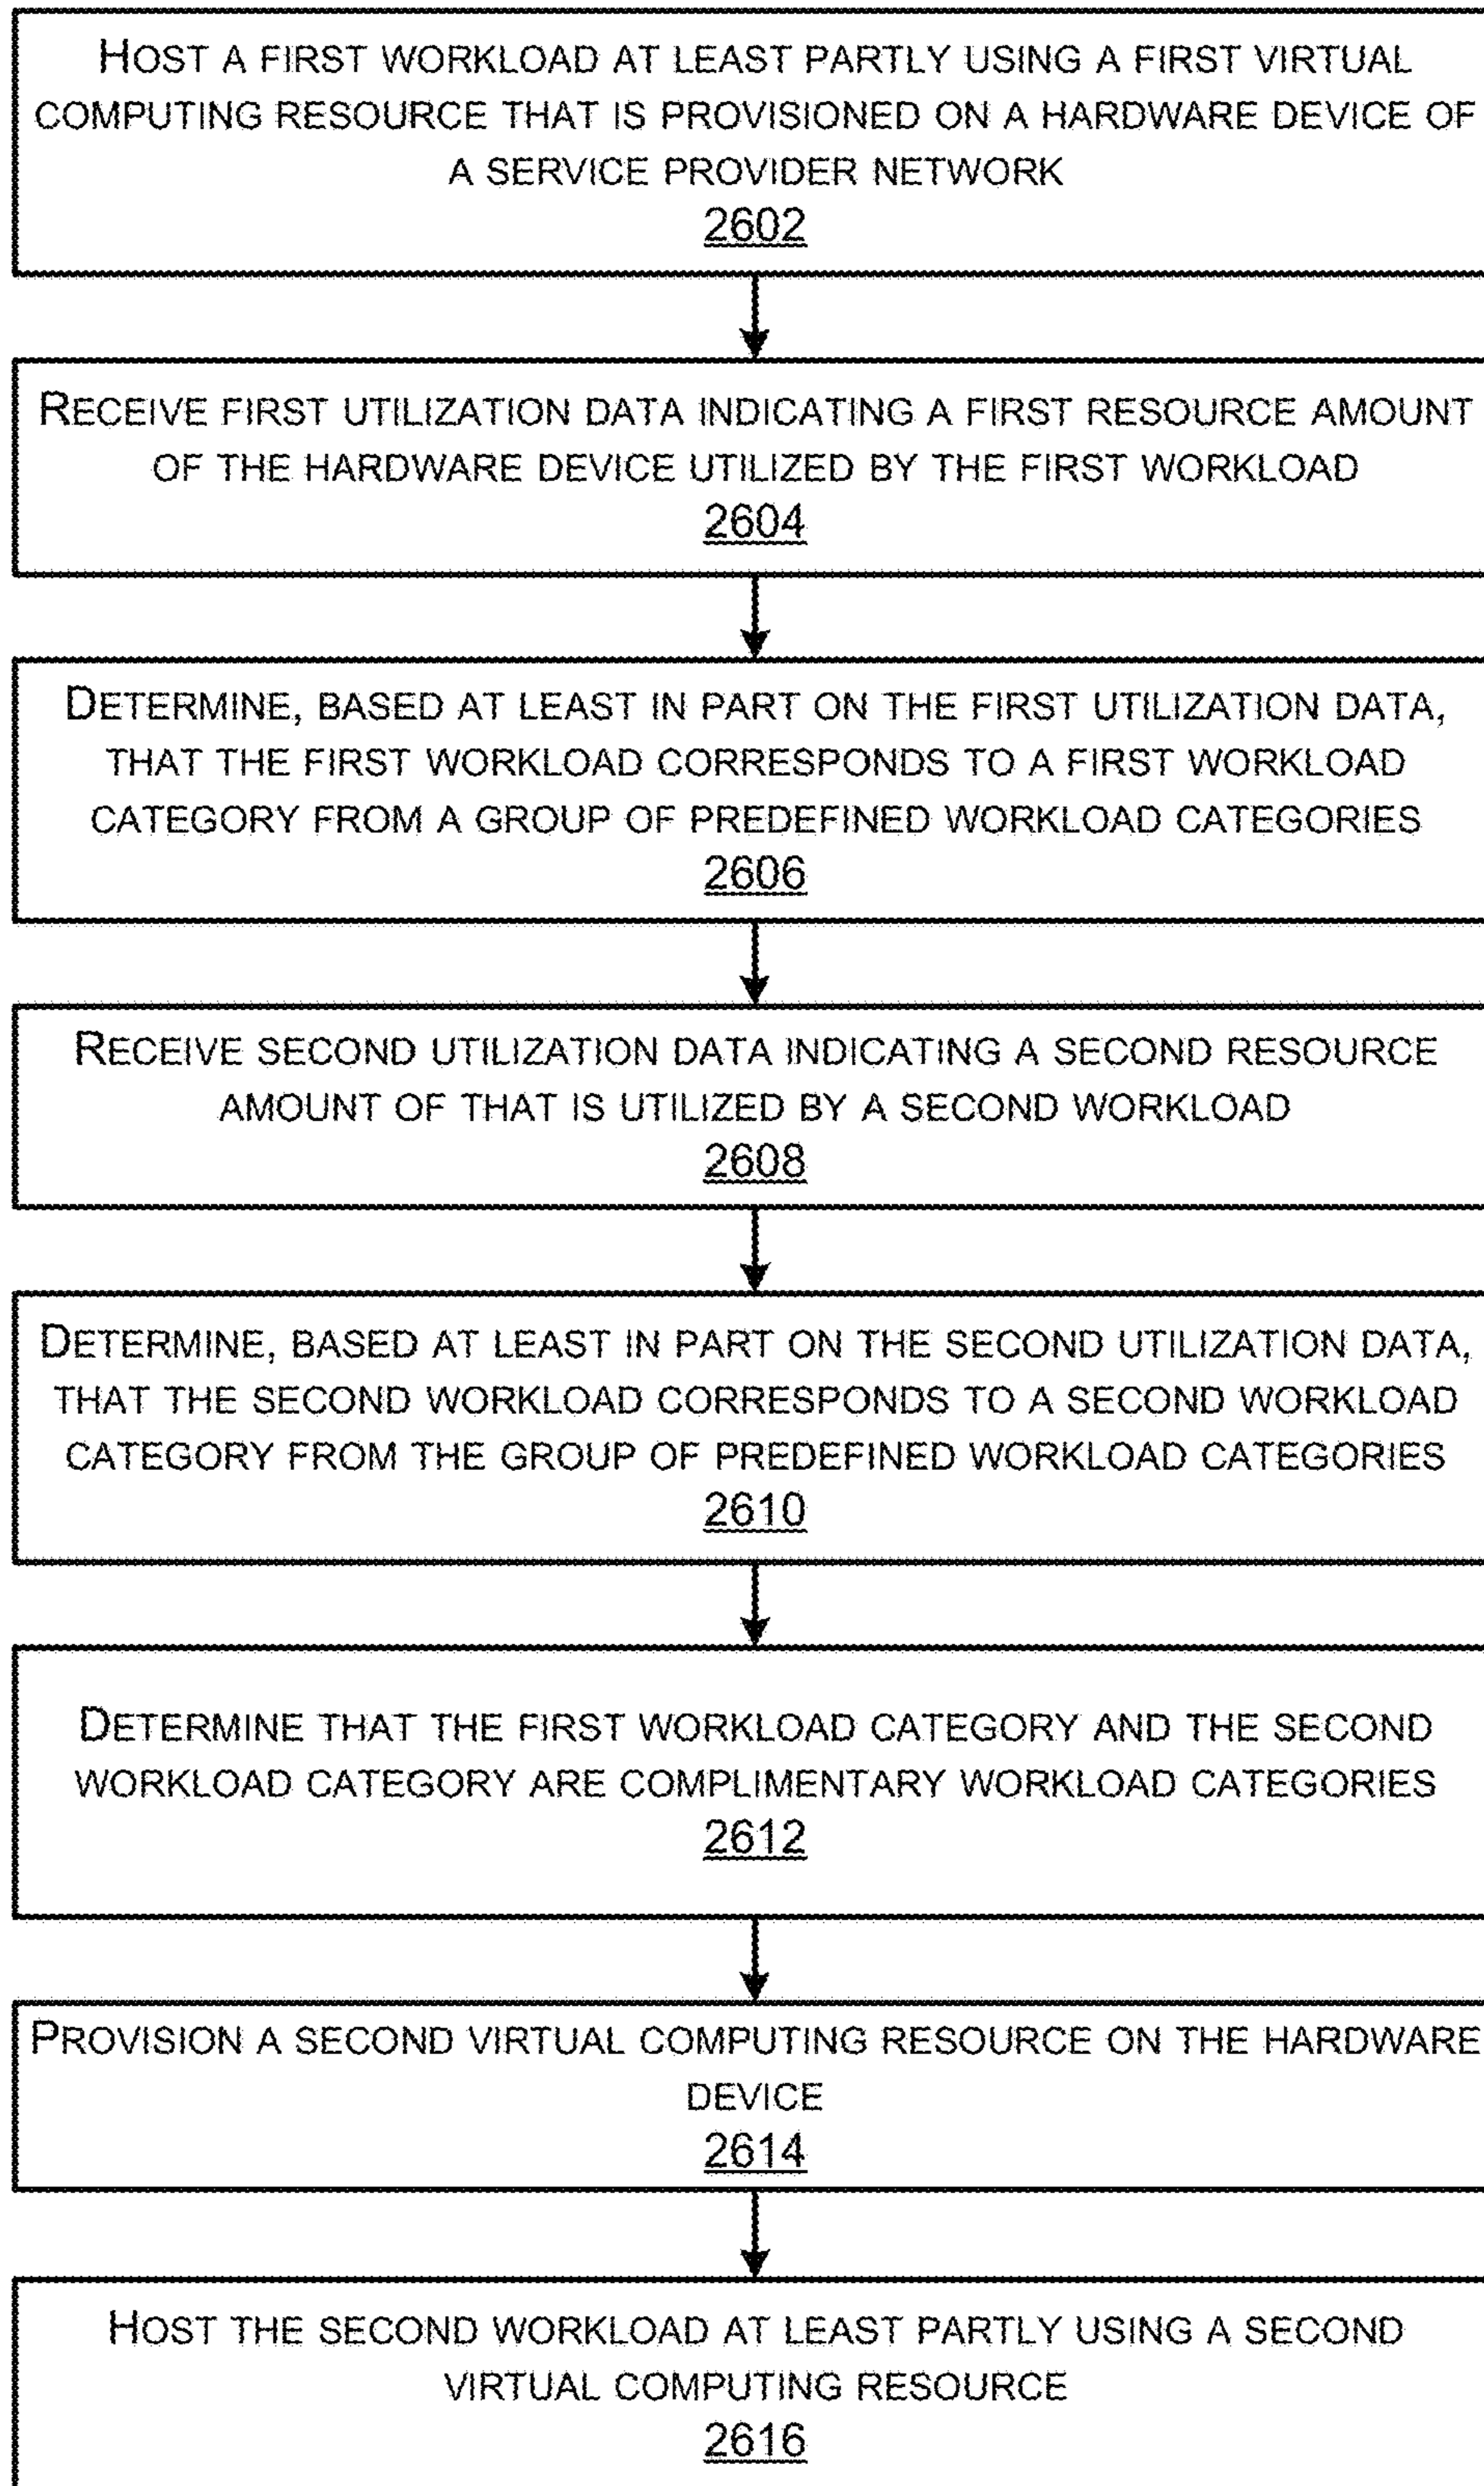 HOST A FIRST WORKLOAD AT LEAST PARTLY USING A FIRST VIRTUAL
COMPUTING RESOURCE THAT IS PROVISIONED ON A HARDWARE DEVICE OF
A SERVICE PROVIDER NETWORK
2602
RECEIVE FIRST UTILIZATION DATA INDICATING A FIRST RESOURCE AMOUNT
OF THE HARDWARE DEVICE UTILIZED BY THE FIRST WORKLOAD
2604
DETERMINE, BASED AT LEAST IN PART ON THE FIRST UTILIZATION DATA,
THAT THE FIRST WORKLOAD CORRESPONDS TO A FIRST WORKLOAD
CATEGORY FROM A GROUP OF PREDEFINED WORKLOAD CATEGORIES
2606
RECEIVE SECOND UTILIZATION DATA INDICATING A SECOND RESOURCE
AMOUNT OF THAT IS UTILIZED BY A SECOND WORKLOAD
2608
DETERMINE, BASED AT LEAST IN PART ON THE SECOND UTILIZATION DATA,
THAT THE SECOND WORKLOAD CORRESPONDS TO A SECOND WORKLOAD
CATEGORY FROM THE GROUP OF PREDEFINED WORKLOAD CATEGORIES
2610
DETERMINE THAT THE FIRST WORKLOAD CATEGORY AND THE SECOND
WORKLOAD CATEGORY ARE COMPLIMENTARY WORKLOAD CATEGORIES
2612
PROVISION A SECOND VIRTUAL COMPUTING RESOURCE ON THE HARDWARE
DEVICE
2614
HOST THE SECOND WORKLOAD AT LEAST PARTLY USING A SECOND
VIRTUAL COMPUTING RESOURCE
2616